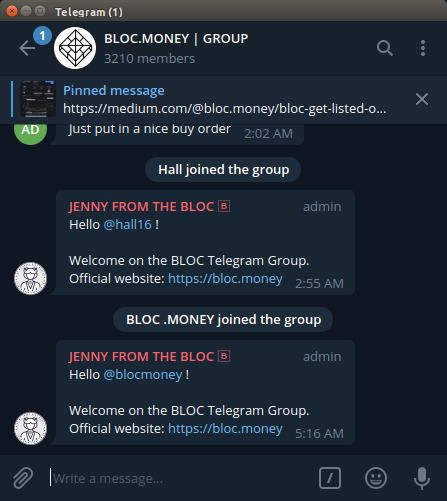 Telegram (1)
1
BLOC.MONEY | GROUP
3210 members
Pinned message
https://medium.com/@bloc.money/bloc-get-listed-o...
AD
Just put in a nice buy order
2:02 AM
Hall joined the group
JENNY FROM THE BLOC B
admin
Hello @hall16 !
Welcome on the BLOC Telegram Group.
Official website: https://bloc.money
2:55 AM
BLOC .MONEY joined the group
JENNY FROM THE BLOC B
admin
Hello @blocmoney !
Welcome on the BLOC Telegram Group.
Official website: https://bloc.money
5:16 AM
Write a message...
/